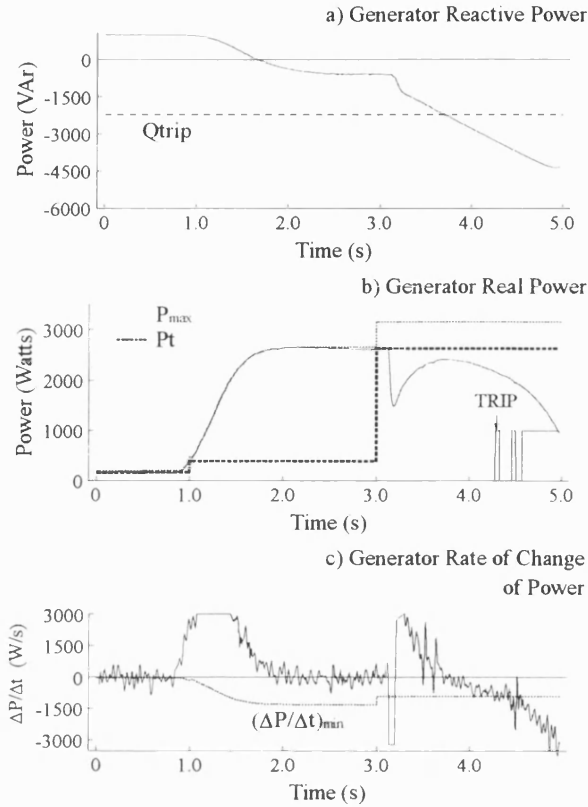 a) Generator Reactive Power
Power (VAr)
0
-1500
-3000
-4500
-6000
Qtrip
0 1.0 2.0 3.0 4.0 5.0
Time (s)
b) Generator Real Power
Power (Watts)
3000
2000
1000
0
Pmax
Pt
TRIP
0 1.0 2.0 3.0 4.0 5.0
Time (s)
c) Generator Rate of Change
of Power
ΔP/Δt (W/s)
3000
1500
0
-1500
-3000
(ΔP/Δt)min
0 1.0 2.0 3.0 4.0 5.0
Time (s)